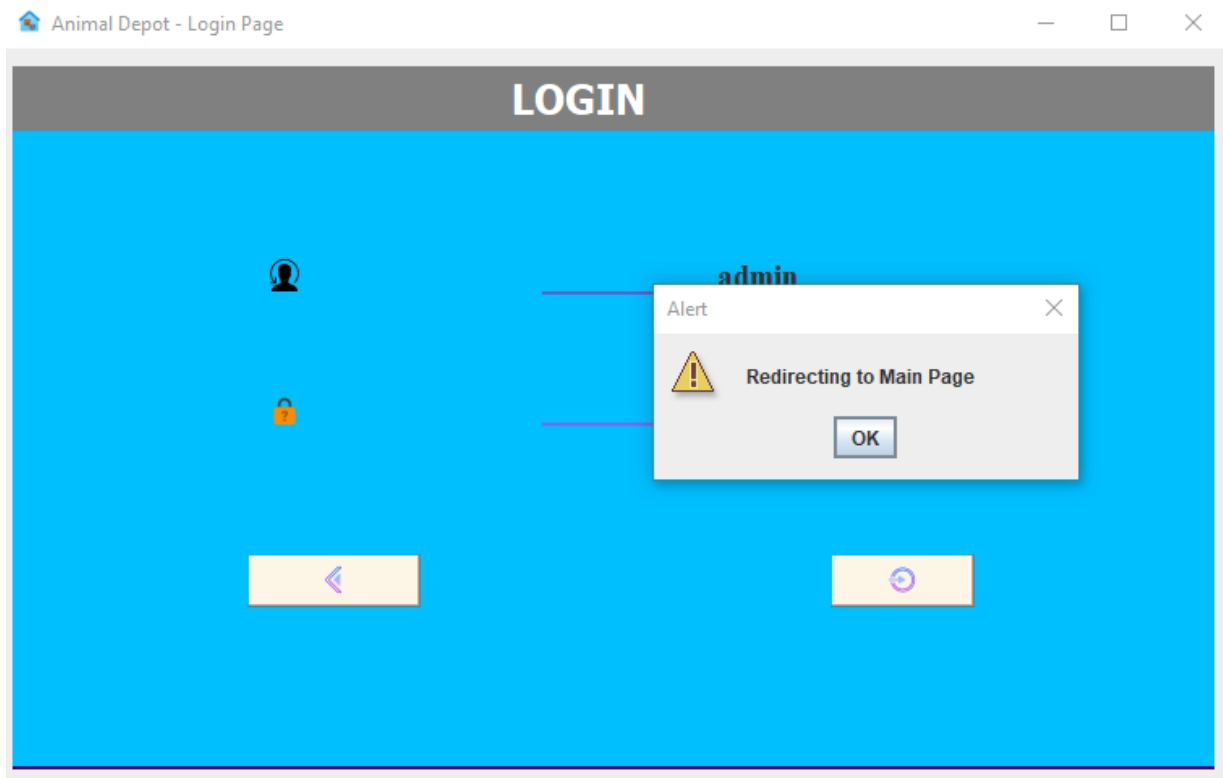 Animal Depot - Login Page
LOGIN
admin
Alert
Redirecting to Main Page
OK